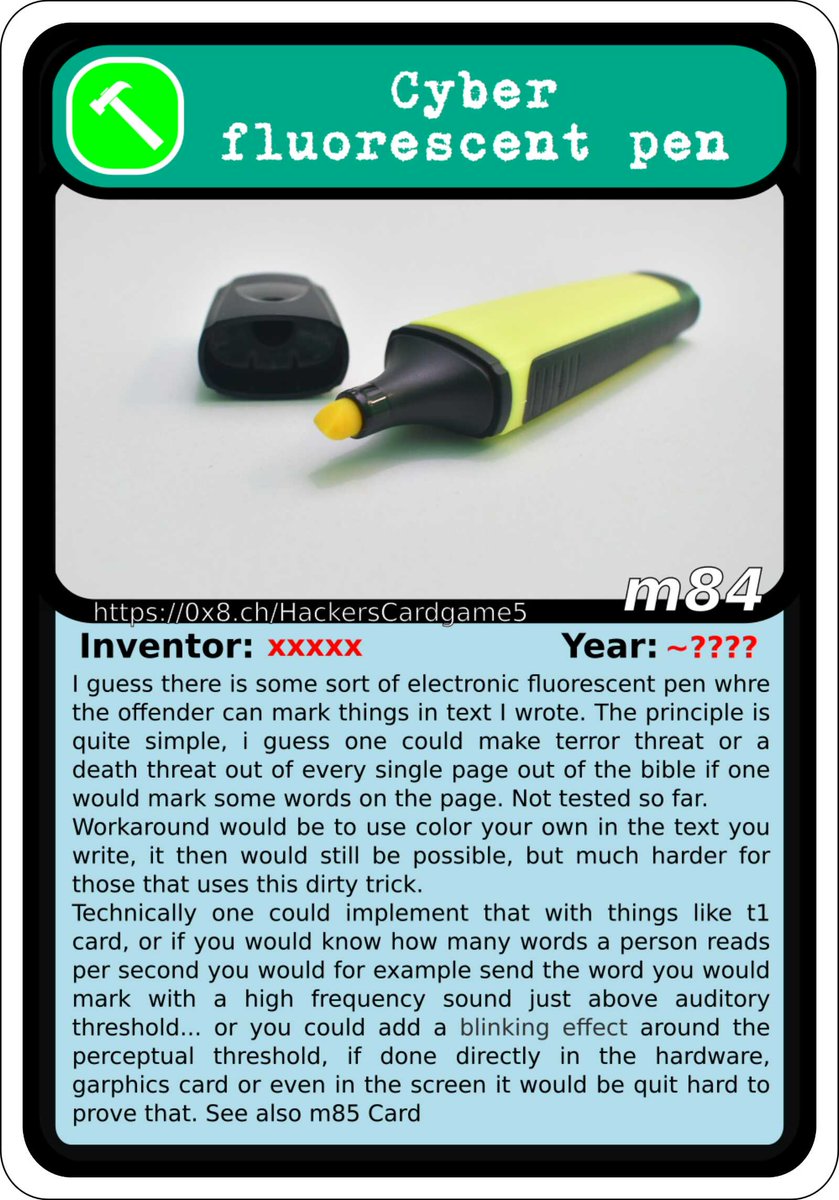 Cyber
fluorescent pen
m84
https://0x8.ch/HackersCardgame5
Inventor: xxxxx Year: ~????
I guess there is some sort of electronic fluorescent pen whre
the offender can mark things in text I wrote. The principle is
quite simple, i guess one could make terror threat or a
death threat out of every single page out of the bible if one
would mark some words on the page. Not tested so far.
Workaround would be to use color your own in the text you
write, it then would still be possible, but much harder for
those that uses this dirty trick.
Technically one could implement that with things like t1
card, or if you would know how many words a person reads
per second you would for example send the word you would
mark with a high frequency sound just above auditory
threshold... or you could add a blinking effect around the
perceptual threshold, if done directly in the hardware,
garphics card or even in the screen it would be quit hard to
prove that. See also m85 Card